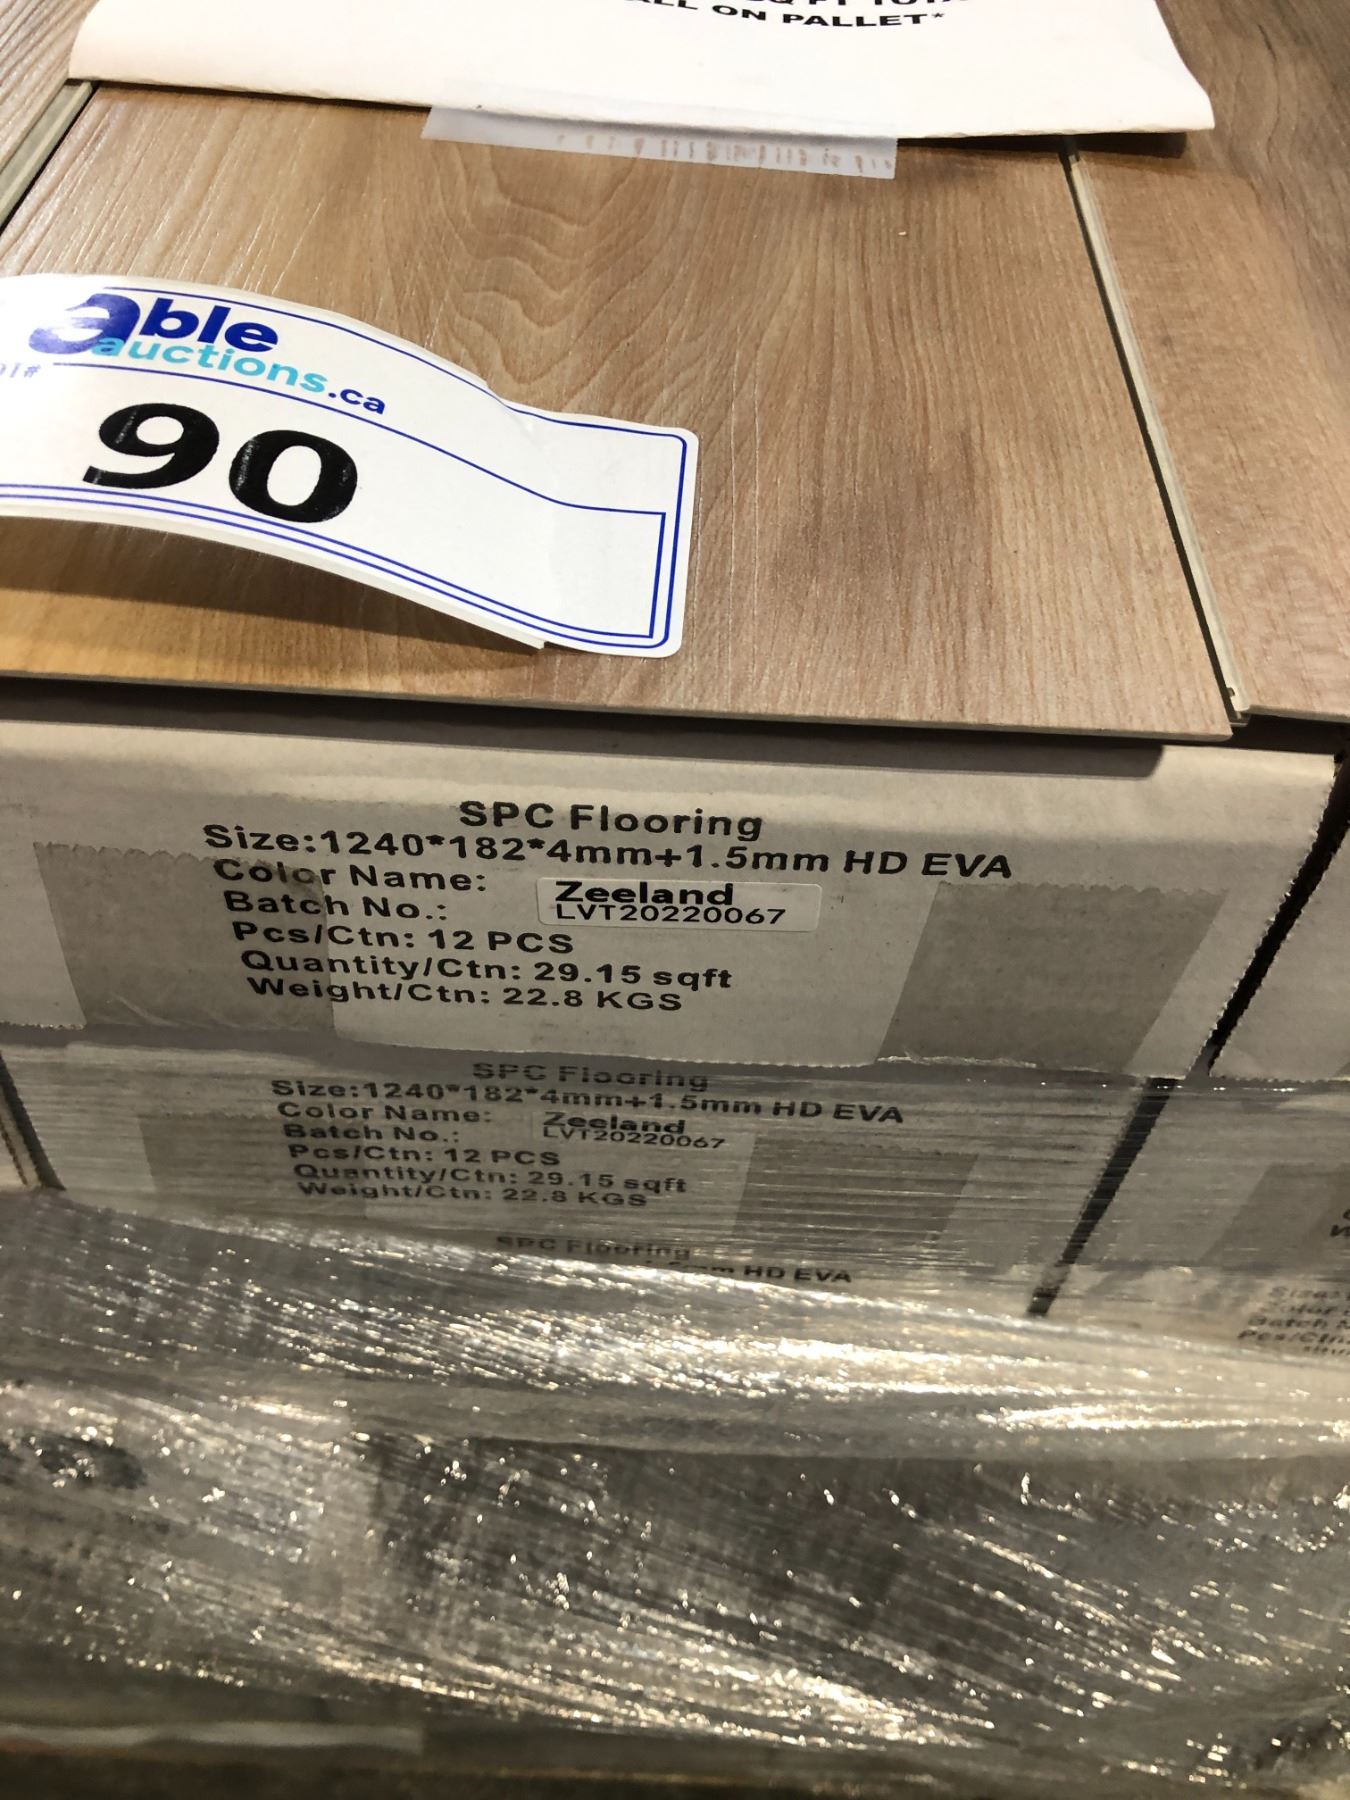 ALL ON PALLET*
able
auctions.ca
90
SPC Flooring
Size:1240*182*4mm+1.5mm HD EVA
Color Name: Zeeland
Batch No.: LVT20220067
Pcs/Ctn: 12 PCS
Quantity/Ctn: 29.15 sqft
Weight/Ctn: 22.8 KGS
SPC Flooring
Size:1240*182*4mm+1.5mm HD EVA
Color Name: Zeeland
Batch No.: LVT20220067
Pcs/Ctn: 12 PCS
Quantity/Ctn: 29.15 sqft
Weight/Ctn: 22.8 KGS
SPC Flooring
HD EVA